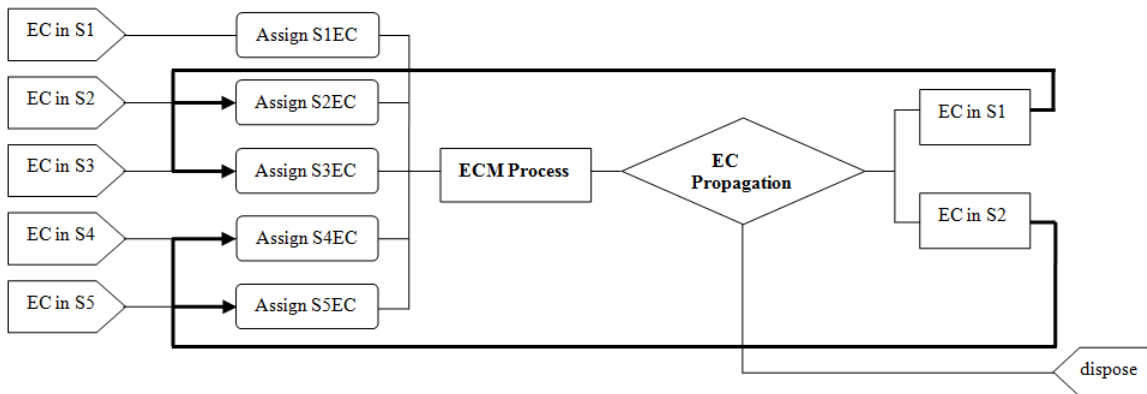 EC in S1
Assign S1EC
EC in S2
Assign S2EC
EC in S1
EC in S3
Assign S3EC
ECM Process
EC
Propagation
EC in S4
Assign S4EC
EC in S2
EC in S5
Assign S5EC
dispose